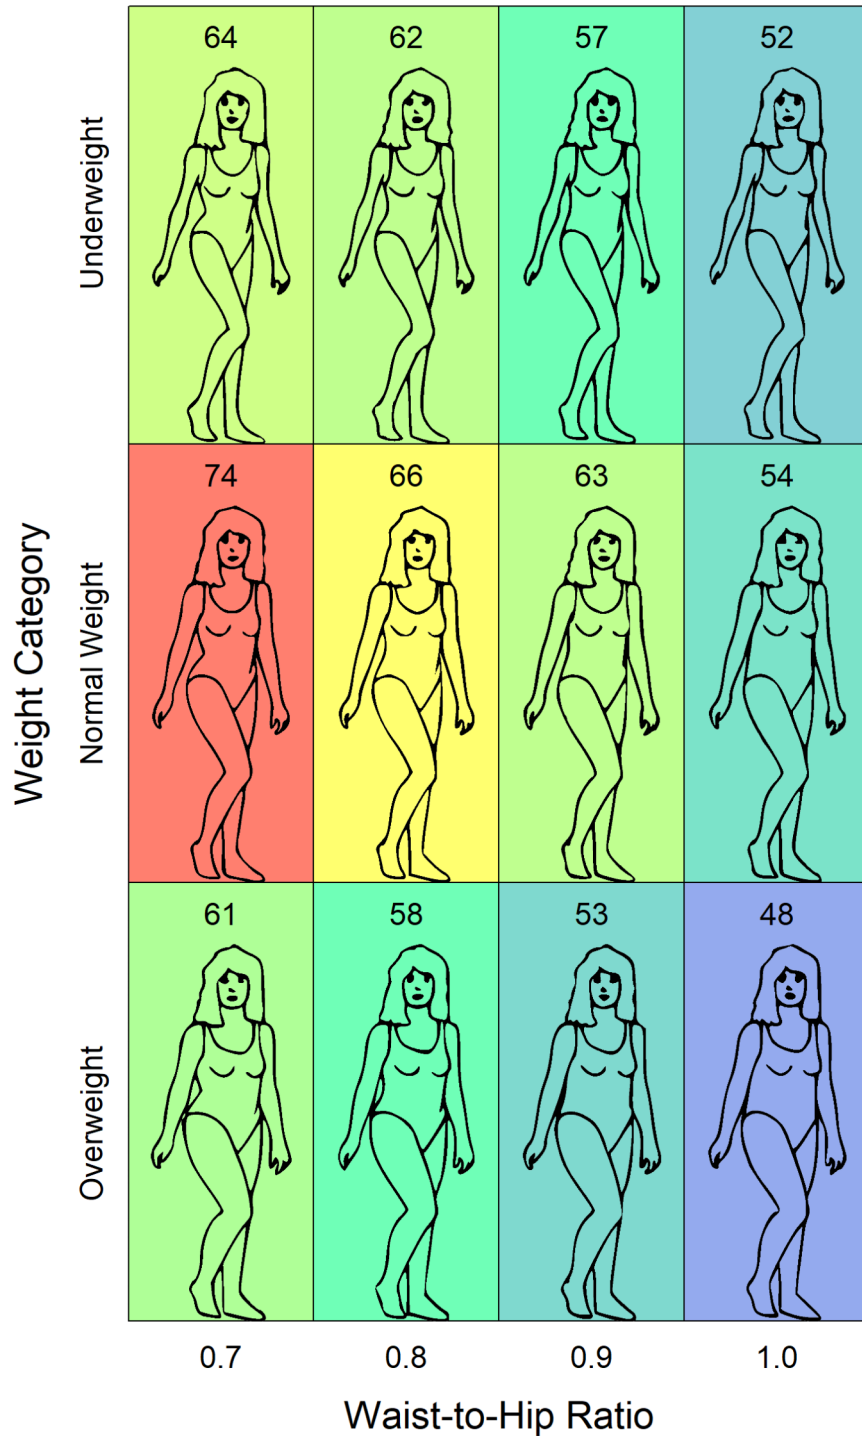 64 62 57 52
Underweight
74 66 63 54
Weight Category
Normal Weight
61 58 53 48
Overweight
0.7 0.8 0.9 1.0
Waist-to-Hip Ratio